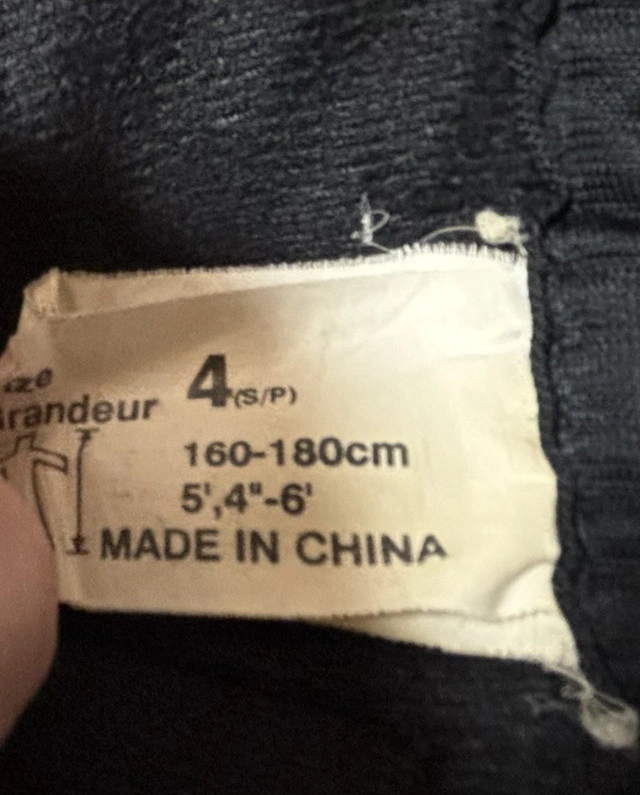 ize
randeur 4 (S/P)
160-180cm
5',4"-6'
MADE IN CHINA